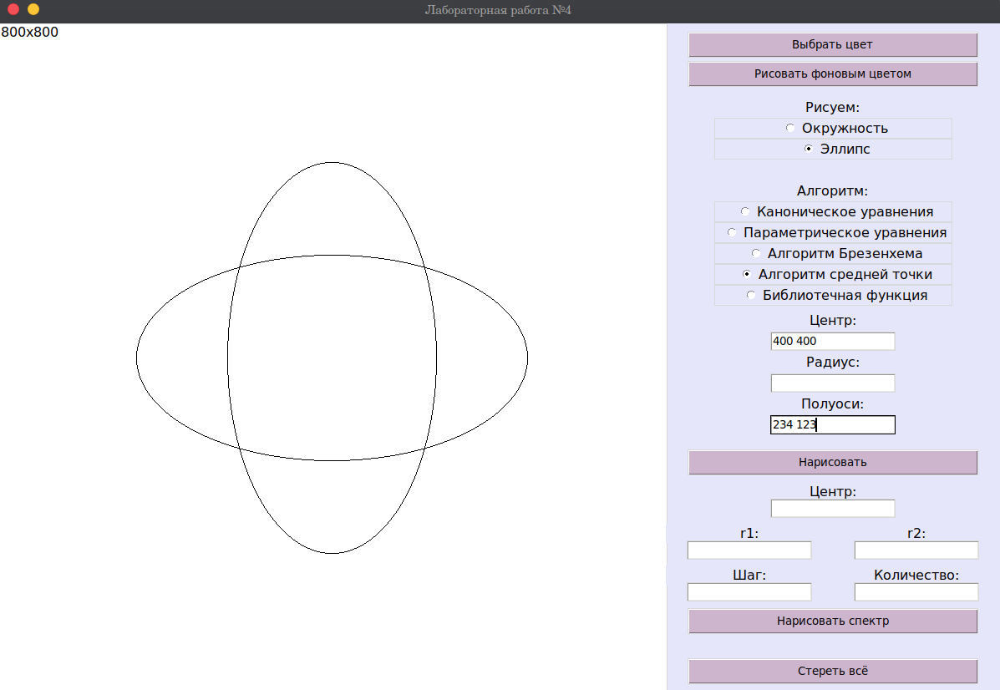 Лабораторная работа №4
800x800
Выбрать цвет
Рисовать фоновым цветом
Рисуем:
Окружность
Эллипс
Алгоритм:
Каноническое уравнения
Параметрическое уравнения
Алгоритм Брезенхема
Алгоритм средней точки
Библиотечная функция
Центр:
400 400
Радиус:
Полуоси:
234 123
Нарисовать
Центр:
r1: r2:
Шаг: Количество:
Нарисовать спектр
Стереть всё